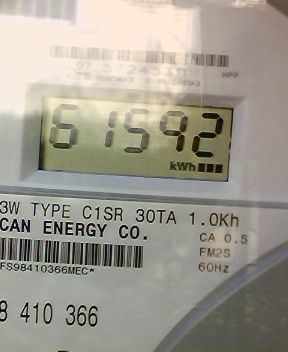 61592
kWh
3W TYPE C1SR 30TA 1.0Kh
CAN ENERGY CO.
CA 0.5
FM2S
60Hz
FS98410366MEC*
8 410 366